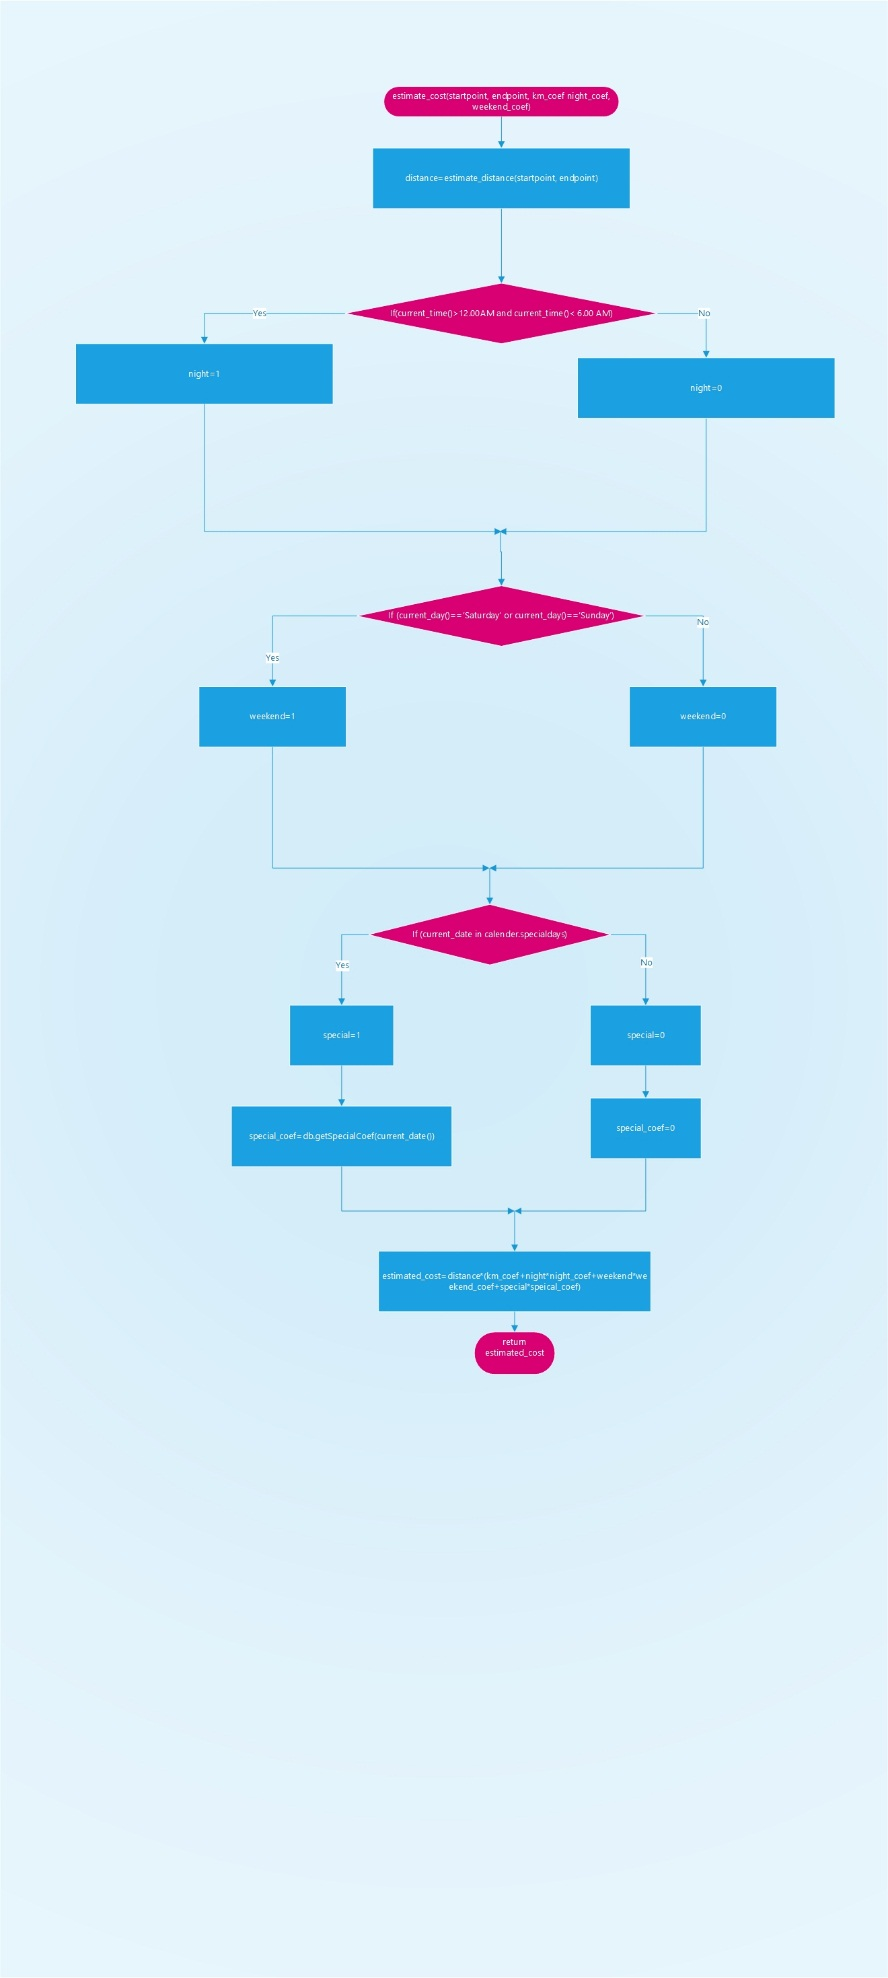 estimate_cost(startpoint, endpoint, km_coef night_coef,
weekend_coef)
distance=estimate_distance(startpoint, endpoint)
If(current_time()>12.00AM and current_time()< 6.00 AM)
Yes
No
night=1
night=0
If (current_day()=='Saturday' or current_day()=='Sunday')
Yes
No
weekend=1
weekend=0
If (current_date in calender.specialdays)
Yes
No
special=1
special=0
special_coef=db.getSpecialCoef(current_date())
special_coef=0
estimated_cost=distance*(km_coef+night*night_coef+weekend*we
ekend_coef+special*speical_coef)
return
estimated_cost